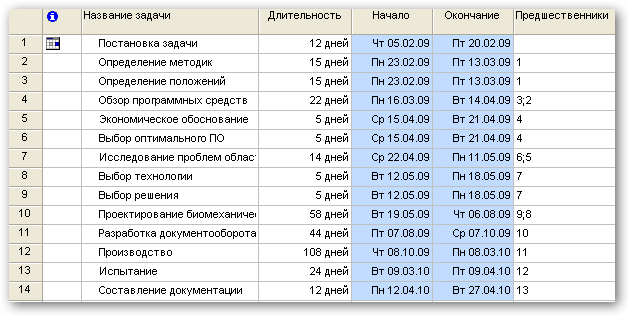 Название задачи Длительность Начало Окончание Предшественники
1 Постановка задачи 12 дней Чт 05.02.09 Пт 20.02.09
2 Определение методик 15 дней Пн 23.02.09 Пт 13.03.09 1
3 Определение положений 15 дней Пн 23.02.09 Пт 13.03.09 1
4 Обзор программных средств 22 дней Пн 16.03.09 Вт 14.04.09 3;2
5 Экономическое обоснование 5 дней Ср 15.04.09 Вт 21.04.09 4
6 Выбор оптимального ПО 5 дней Ср 15.04.09 Вт 21.04.09 4
7 Исследование проблем област 14 дней Ср 22.04.09 Пн 11.05.09 6;5
8 Выбор технологии 5 дней Вт 12.05.09 Пн 18.05.09 7
9 Выбор решения 5 дней Вт 12.05.09 Пн 18.05.09 7
10 Проектирование биомеханиче 58 дней Вт 19.05.09 Чт 06.08.09 9;8
11 Разработка документооборота 44 дней Пт 07.08.09 Ср 07.10.09 10
12 Производство 108 дней Чт 08.10.09 Пн 08.03.10 11
13 Испытание 24 дней Вт 09.03.10 Пт 09.04.10 12
14 Составление документации 12 дней Пн 12.04.10 Вт 27.04.10 13